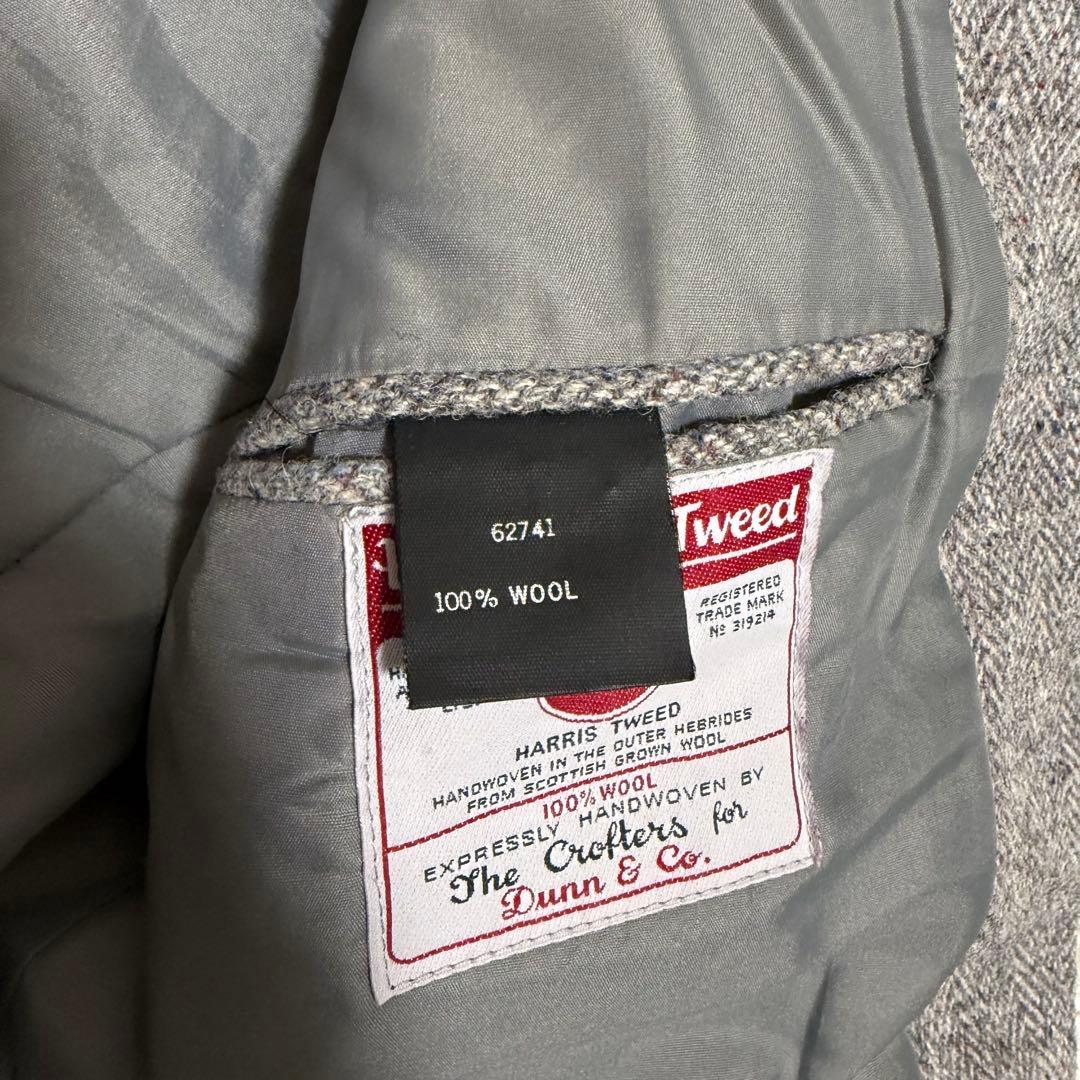 62741
100% WOOL
Tweed
REGISTERED
TRADE MARK
No 319214
HARRIS TWEED
HANDWOVEN IN THE OUTER HEBRIDES
FROM SCOTTISH GROWN WOOL
100% WOOL
EXPRESSLY HANDWOVEN BY
The Crofters for
Dunn & Co.